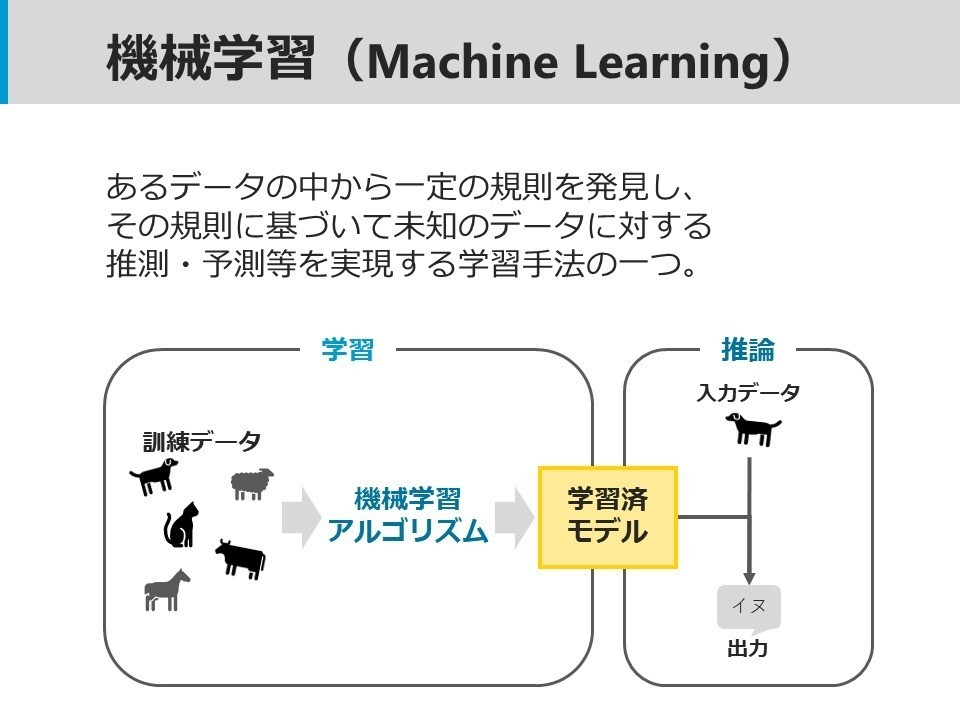 機械学習（Machine Learning）
あるデータの中から一定の規則を発見し、
その規則に基づいて未知のデータに対する
推測・予測等を実現する学習手法の一つ。
学習
訓練データ
機械学習
アルゴリズム
学習済
モデル
推論
入力データ
イヌ
出力